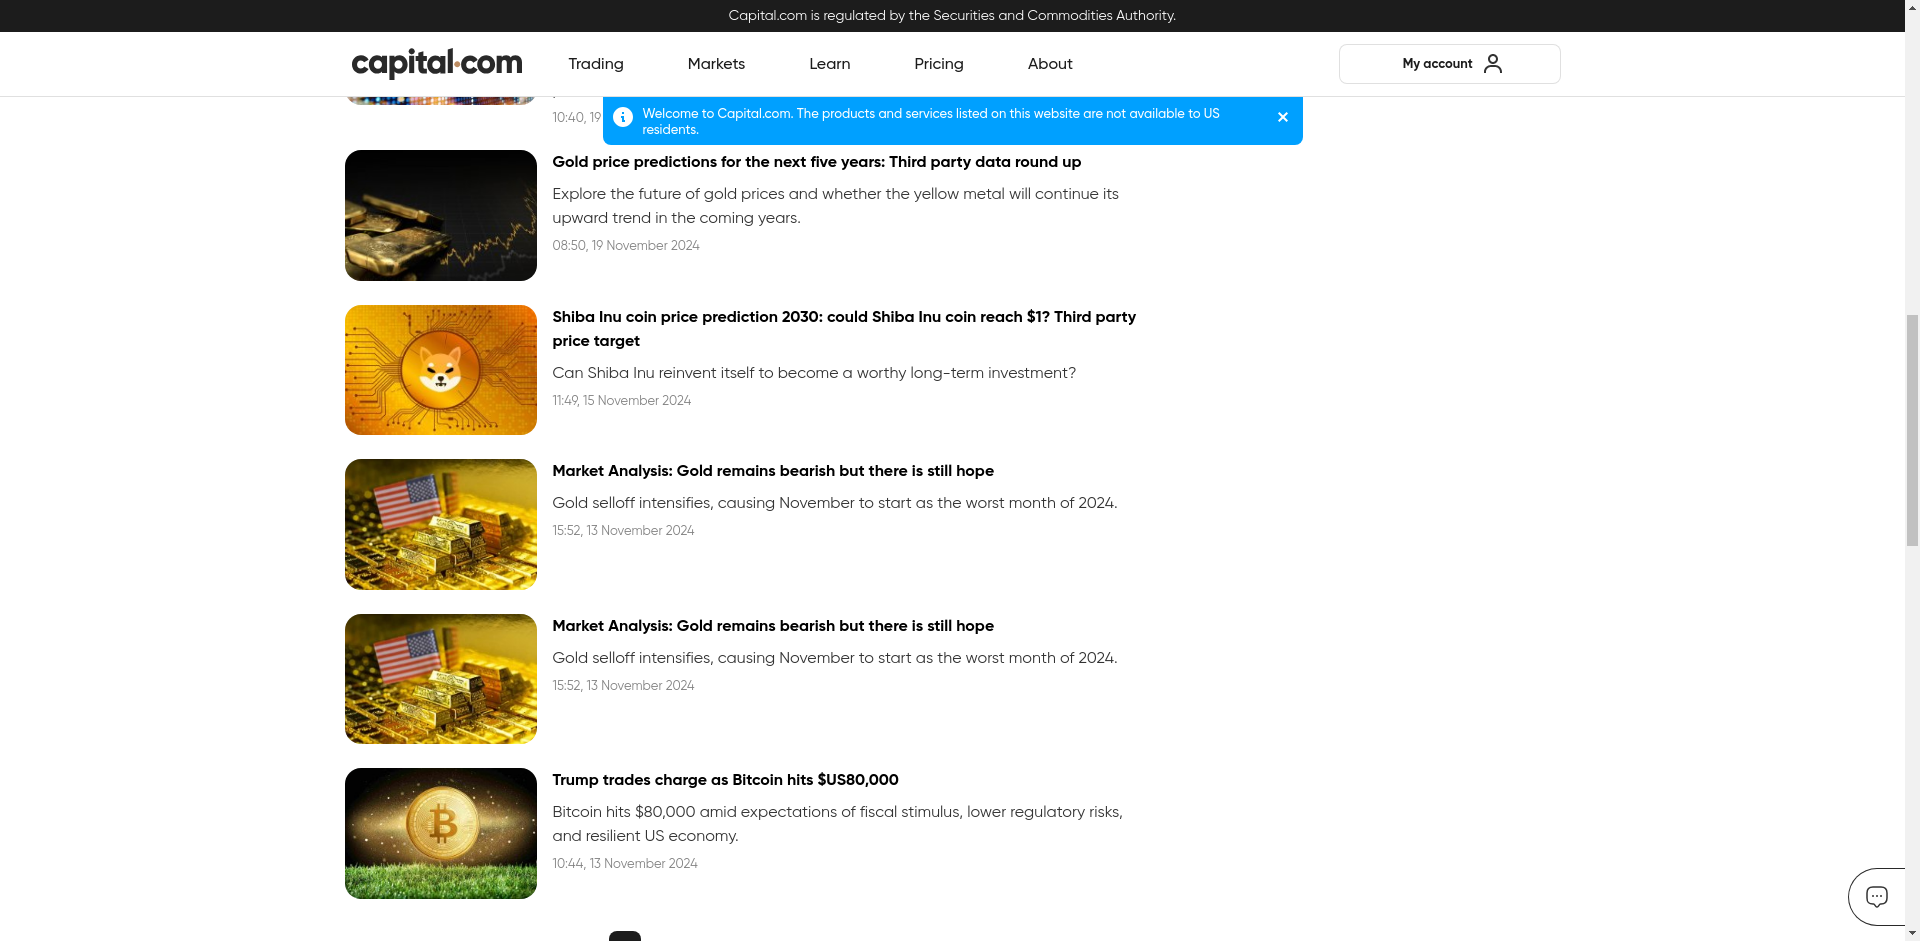 Capital.com is regulated by the Securities and Commodities Authority.
capital.com
Trading
Markets
Learn
Pricing
About
My account
Welcome to Capital.com. The products and services listed on this website are not available to US
residents.
10:40, 19
Gold price predictions for the next five years: Third party data round up
Explore the future of gold prices and whether the yellow metal will continue its
upward trend in the coming years.
08:50, 19 November 2024
Shiba Inu coin price prediction 2030: could Shiba Inu coin reach $1? Third party
price target
Can Shiba Inu reinvent itself to become a worthy long-term investment?
11:49, 15 November 2024
Market Analysis: Gold remains bearish but there is still hope
Gold selloff intensifies, causing November to start as the worst month of 2024.
15:52, 13 November 2024
Market Analysis: Gold remains bearish but there is still hope
Gold selloff intensifies, causing November to start as the worst month of 2024.
15:52, 13 November 2024
Trump trades charge as Bitcoin hits $US80,000
Bitcoin hits $80,000 amid expectations of fiscal stimulus, lower regulatory risks,
and resilient US economy.
10:44, 13 November 2024